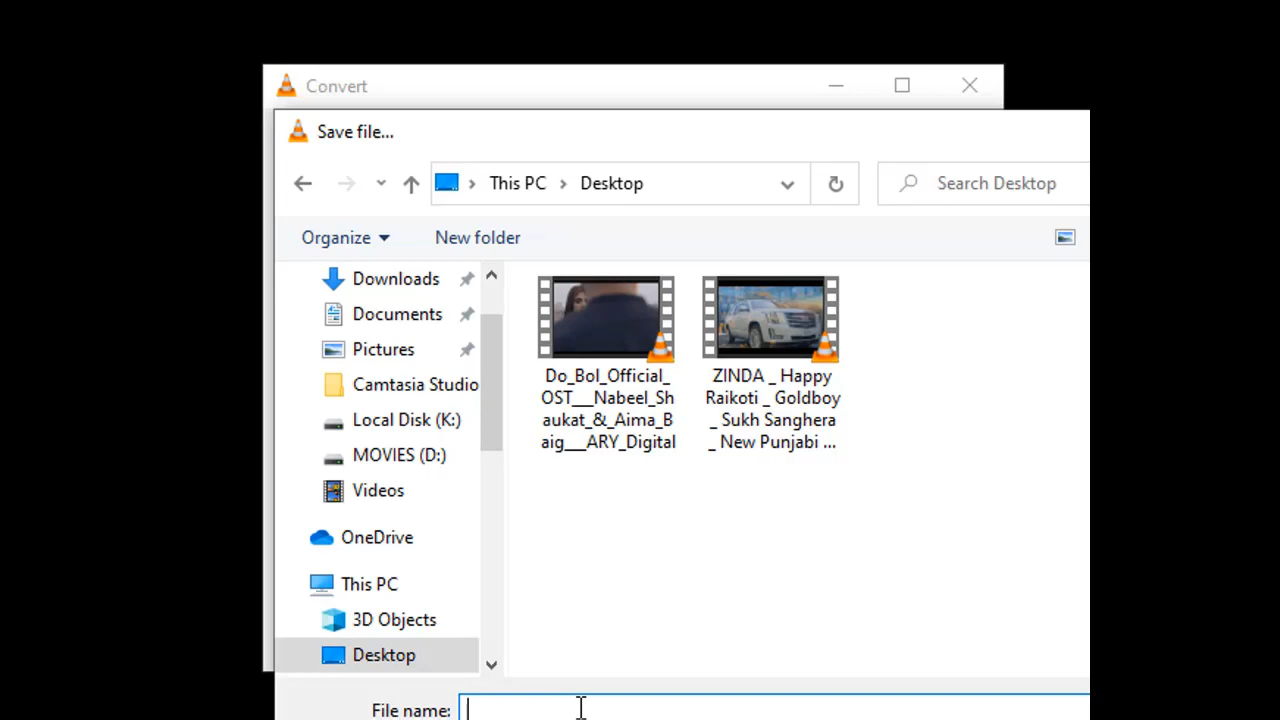 Convert
Save file...
This PC
Desktop
Search Desktop
Organize
New folder
Downloads
Documents
Pictures
Camtasia Studio
Local Disk (K:)
MOVIES (D:)
Videos
OneDrive
This PC
3D Objects
Desktop
Do_Bol_Official_
OST___Nabeel_Sh
aukat_&_Aima_B
aig___ARY_Digital
ZINDA _ Happy
Raikoti _ Goldboy
_ Sukh Sanghera
_ New Punjabi ...
File name: